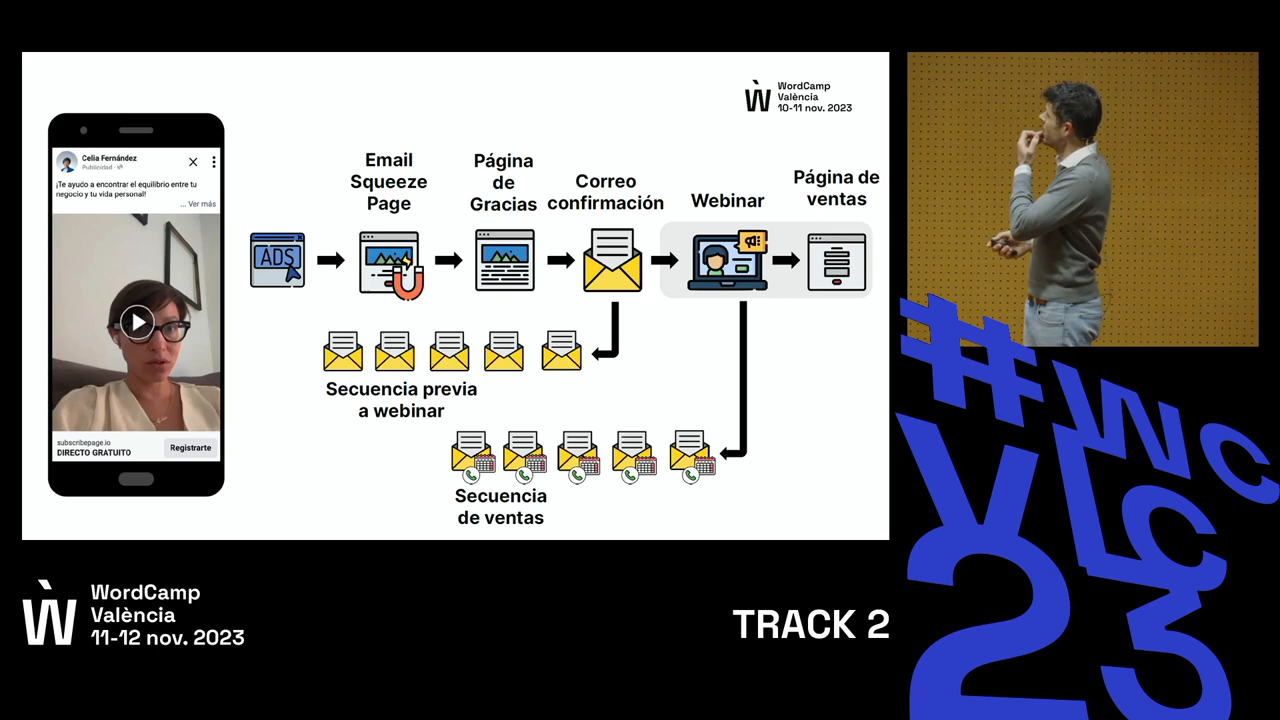 WordCamp
València
10-11 nov. 2023
Celia Fernández
Publicidad
¡Te ayudo a encontrar el equilibrio entre tu
negocio y tu vida personal!
... Ver más
subscribepage.io
DIRECTO GRATUITO
Registrarte
ADS
Email
Squeeze
Page
Página
de
Gracias
Correo
confirmación
Webinar
Página de
ventas
Secuencia previa
a webinar
Secuencia
de ventas
WordCamp
València
11-12 nov. 2023
TRACK 2
#WC
VLC
23